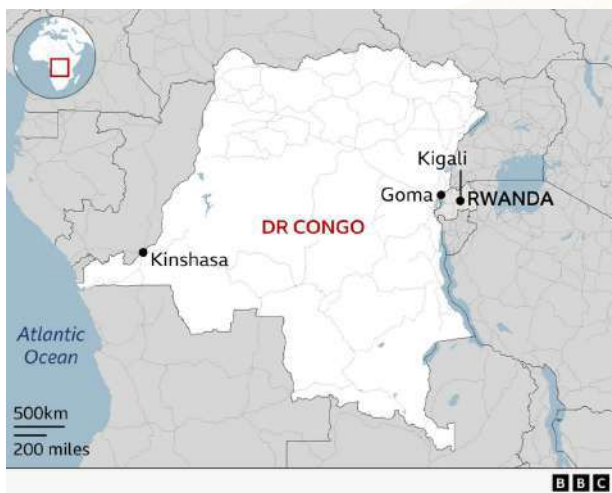 Kigali
Goma
RWANDA
DR CONGO
Kinshasa
Atlantic
Ocean
500km
200 miles
BBC